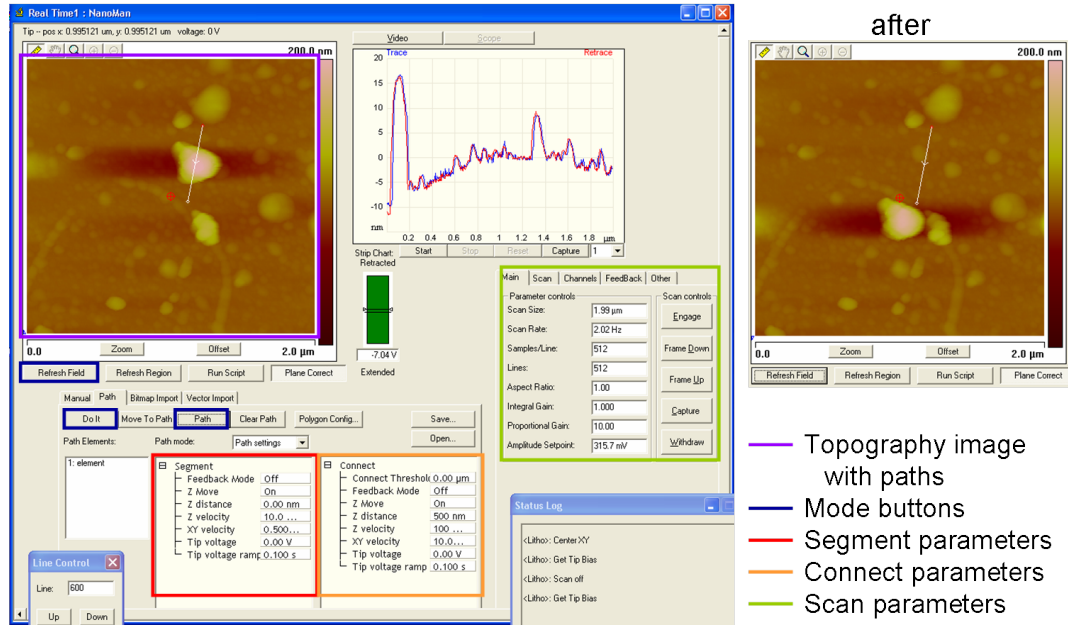 Real Time1 : NanoMan
after
Tip -- pos x: 0.995121 um, y: 0.995121 um voltage: 0 V
200.0 nm
0.0
Zoom
Offset
2.0 µm
Refresh Field
Refresh Region
Run Script
Plane Correct
Video
Scope
Trace
Retrace
20
15
10
5
0
-5
-10
nm
0.2 0.4 0.6 0.8 1 1.2 1.4 1.6 1.8 µm
Strip Chart:
Start
Stop
Reset
Capture
1
Retracted
-7.04 V
Extended
Main
Scan
Channels
FeedBack
Other
Parameter controls
Scan Size: 1.99 µm
Scan Rate: 2.02 Hz
Samples/Line: 512
Lines: 512
Aspect Ratio: 1.00
Integral Gain: 1.000
Proportional Gain: 10.00
Amplitude Setpoint: 315.7 mV
Scan controls
Engage
Frame Down
Frame Up
Capture
Withdraw
200.0 nm
0.0
Zoom
Offset
2.0 µm
Refresh Field
Refresh Region
Run Script
Plane Correct
Manual
Path
Bitmap Import
Vector Import
Do It
Move To Path
Path
Clear Path
Polygon Config...
Save...
Open...
Path Elements:
Path mode:
Path settings
1: element
Segment
Feedback Mode Off
Z Move On
Z distance 0.00 nm
Z velocity 10.0 ...
XY velocity 0.500...
Tip voltage 0.00 V
Tip voltage ramp 0.100 s
Connect
Connect Threshol 0.00 µm
Feedback Mode Off
Z Move On
Z distance 500 nm
Z velocity 100 ...
XY velocity 10.0...
Tip voltage 0.00 V
Tip voltage ramp 0.100 s
Line Control
Line: 600
Up
Down
Status Log
<Litho>: Center XY
<Litho>: Get Tip Bias
<Litho>: Scan off
<Litho>: Get Tip Bias
Topography image
with paths
Mode buttons
Segment parameters
Connect parameters
Scan parameters